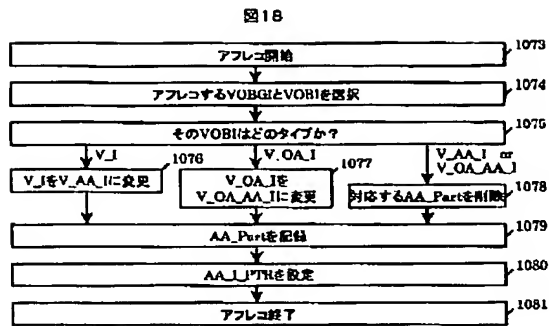 図18
アフレコ開始 1073
アフレコするVOBGIとVOBIを選択 1074
そのVOBIはどのタイプか? 1075
V_I
V_OA_I
V_AA_I or
V_OA_AA_I
V_IをV_AA_Iに変更 1076
V_OA_Iを
V_OA_AA_Iに変更 1077
対応するAA_Partを削除 1078
AA_Partを記録 1079
AA_I_PTRを設定 1080
アフレコ終了 1081